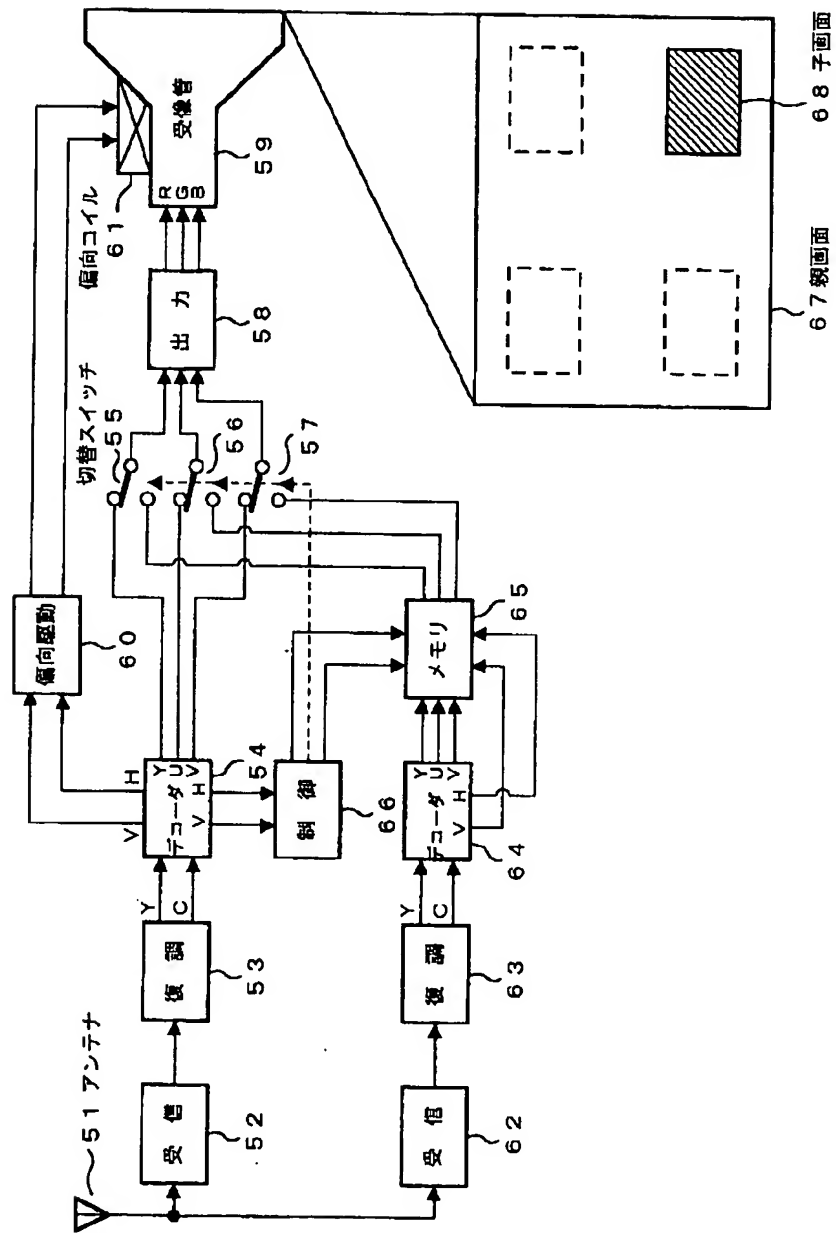 51 アンテナ
受信
52
復調
53
Y
C
V
H
デコーダ
Y
U
V
H
V
54
偏向駆動
60
切替スイッチ
55
56
57
出力
58
偏向コイル
61
R
G
B
受像管
59
制御
66
受信
62
復調
63
Y
C
デコーダ
Y
U
V
H
V
64
メモリ
65
67 親画面
68 子画面